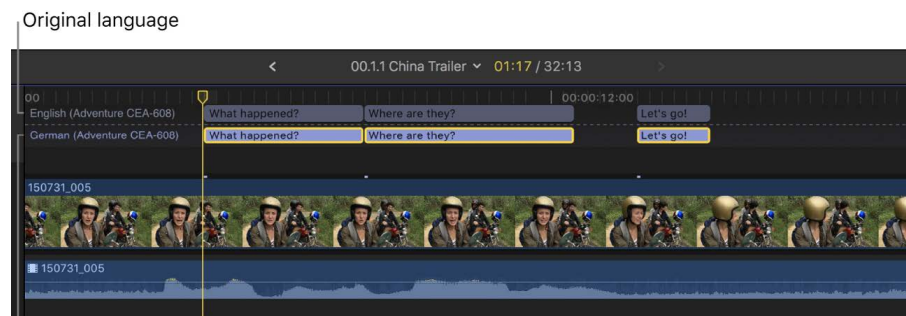 Original language
00.1.1 China Trailer 01:17 / 32:13
00 00:00:12:00
English (Adventure CEA-608) What happened? Where are they? Let's go!
German (Adventure CEA-608) What happened? Where are they? Let's go!
150731_005
150731_005